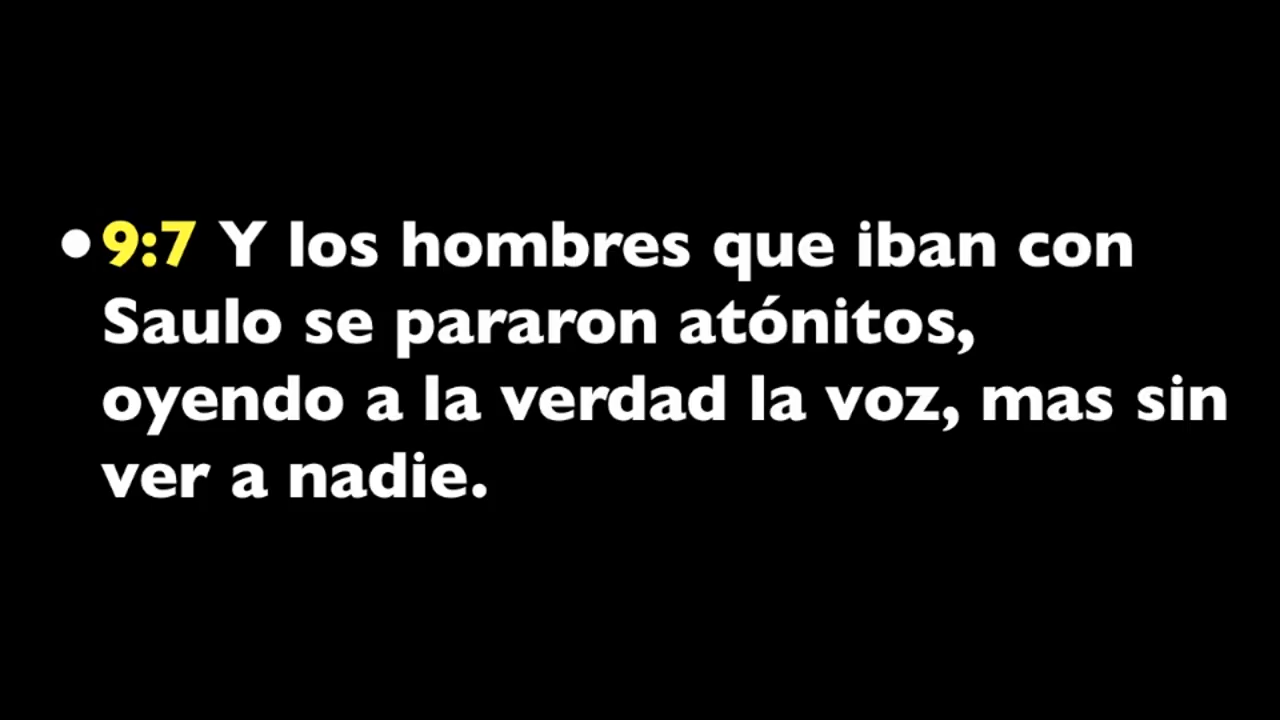 • 9:7 Y los hombres que iban con
Saulo se pararon atónitos,
oyendo a la verdad la voz, mas sin
ver a nadie.